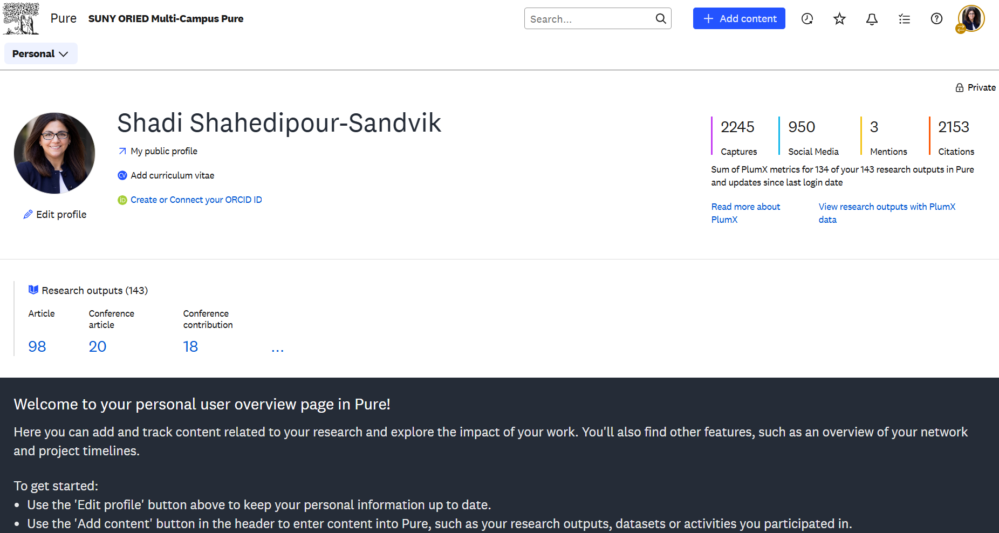 Pure SUNY ORIED Multi-Campus Pure Search... + Add content
Personal
Private
Shadi Shahedipour-Sandvik
My public profile
CV Add curriculum vitae
iD Create or Connect your ORCID ID
Edit profile
2245 950 3 2153
Captures Social Media Mentions Citations
Sum of PlumX metrics for 134 of your 143 research outputs in Pure
and updates since last login date
Read more about
PlumX
View research outputs with PlumX
data
Research outputs (143)
Article
98
Conference
article
20
Conference
contribution
18
...
Welcome to your personal user overview page in Pure!
Here you can add and track content related to your research and explore the impact of your work. You'll also find other features, such as an overview of your network
and project timelines.
To get started:
• Use the 'Edit profile' button above to keep your personal information up to date.
• Use the 'Add content' button in the header to enter content into Pure, such as your research outputs, datasets or activities you participated in.